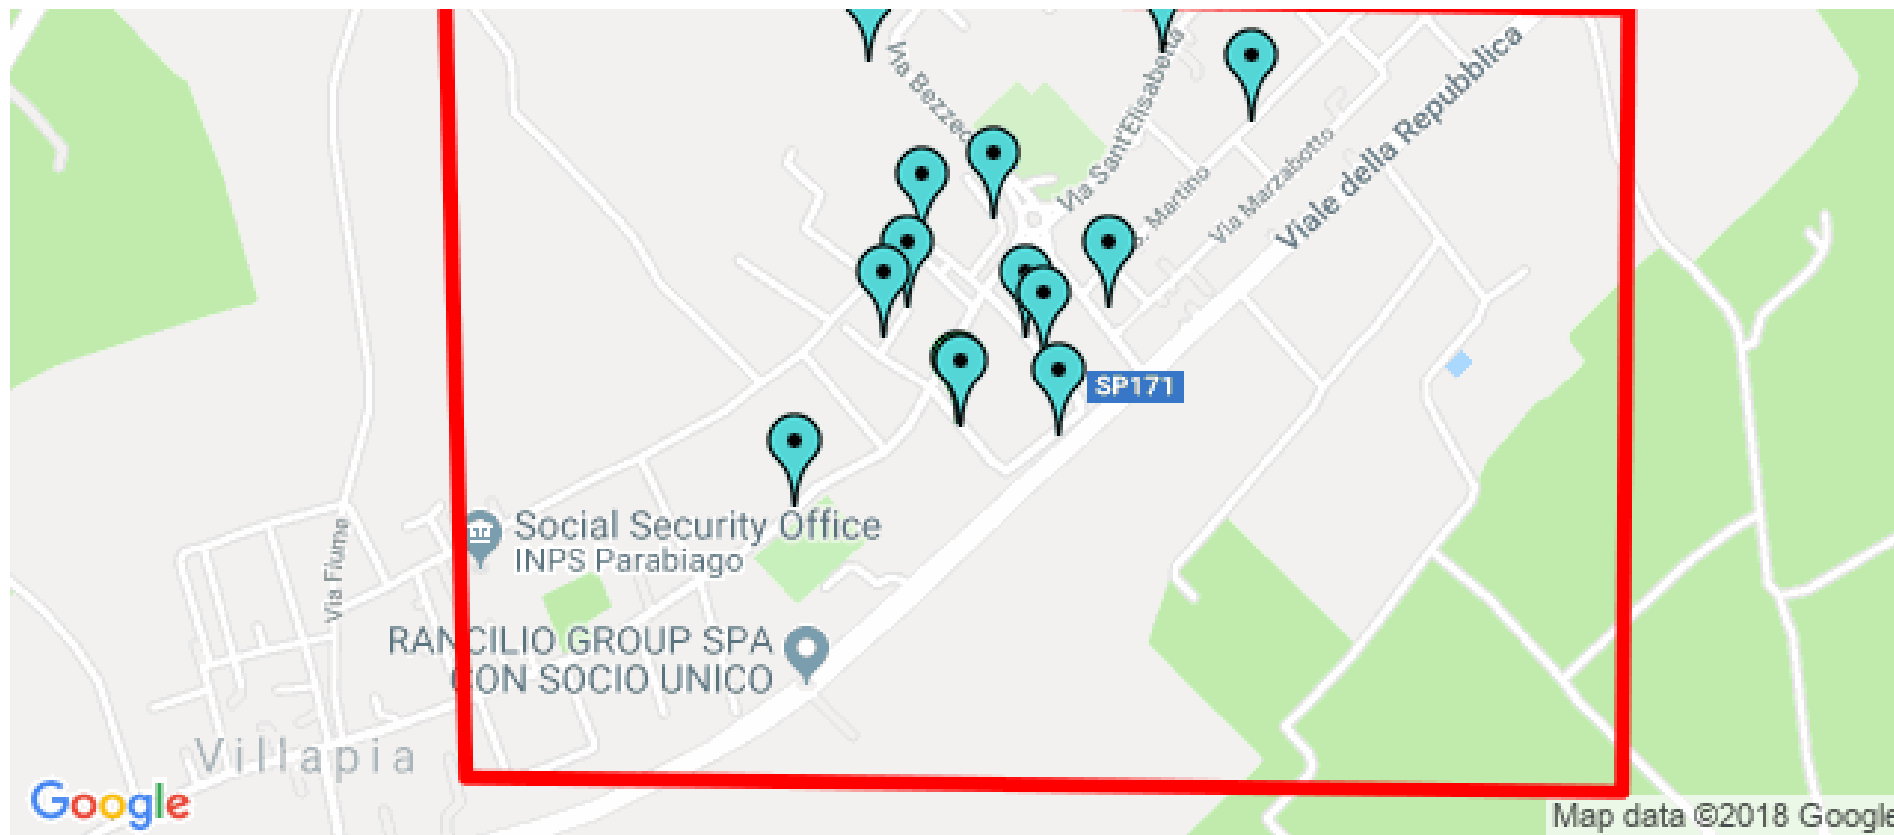 Via Bezzec
Via Sant'Elisabetta
Viale della Repubblica
Via Marzabotto
Martino
SP171
Social Security Office
INPS Parabiago
Via Fiume
RANCILIO GROUP SPA
CON SOCIO UNICO
Villapia
Google
Map data ©2018 Google